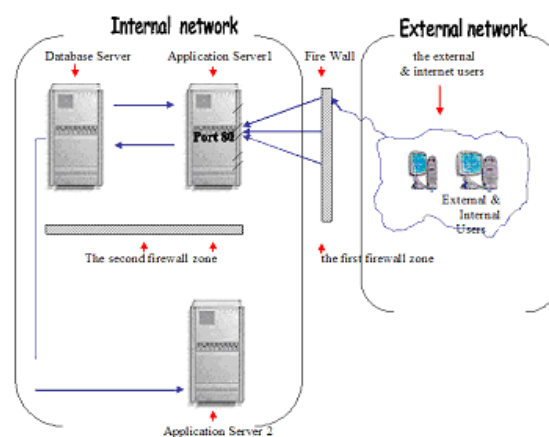 Internal network
External network
Database Server
Application Server1
Fire Wall
the external
& internet users
Port 80
External &
Internal
Users
The second firewall zone
the first firewall zone
Application Server 2